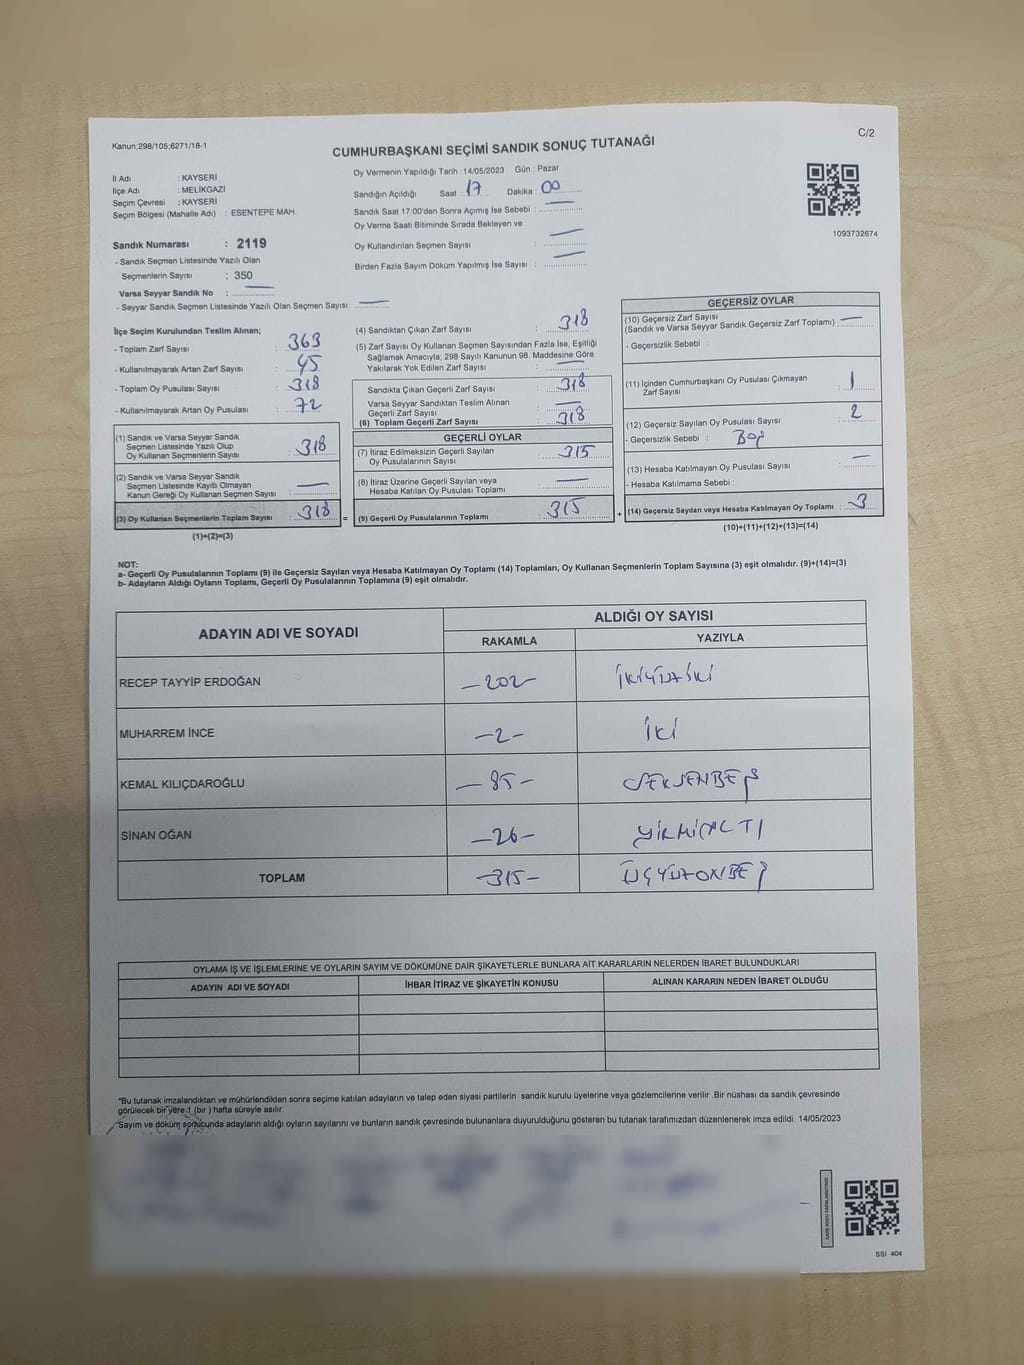 Kanun;298/105;6271/18-1
C/2
CUMHURBAŞKANI SEÇİMİ SANDIK SONUÇ TUTANAĞI
İl Adı : KAYSERİ
İlçe Adı : MELİKGAZİ
Seçim Çevresi : KAYSERİ
Seçim Bölgesi (Mahalle Adı) : ESENTEPE MAH.
Sandık Numarası : 2119
- Sandık Seçmen Listesinde Yazılı Olan
Seçmenlerin Sayısı : 350
Varsa Seyyar Sandık No :
- Seyyar Sandık Seçmen Listesinde Yazılı Olan Seçmen Sayısı:
Oy Vermenin Yapıldığı Tarih :14/05/2023 Gün : Pazar
Sandığın Açıldığı Saat : 17 Dakika : 00
Sandık Saat 17:00'den Sonra Açımış İse Sebebi :
Oy Verme Saati Bitiminde Sırada Bekleyen ve
Oy Kullandırılan Seçmen Sayısı :
Birden Fazla Sayım Döküm Yapılmış İse Sayısı :
1093732674
İlçe Seçim Kurulundan Teslim Alınan;
- Toplam Zarf Sayısı : 363
- Kullanılmayarak Artan Zarf Sayısı : 45
- Toplam Oy Pusulası Sayısı : 318
- Kullanılmayarak Artan Oy Pusulası : 72
(1) Sandık ve Varsa Seyyar Sandık
Seçmen Listesinde Yazılı Olup
Oy Kullanan Seçmenlerin Sayısı : 318
(2) Sandık ve Varsa Seyyar Sandık
Seçmen Listesinde Kayıtlı Olmayan
Kanun Gereği Oy Kullanan Seçmen Sayısı :
(3) Oy Kullanan Seçmenlerin Toplam Sayısı : 318 =
(1)+(2)=(3)
(4) Sandıktan Çıkan Zarf Sayısı : 318
(5) Zarf Sayısı Oy Kullanan Seçmen Sayısından Fazla İse, Eşitliği
Sağlamak Amacıyla; 298 Sayılı Kanunun 98. Maddesine Göre
Yakılarak Yok Edilen Zarf Sayısı :
Sandıkta Çıkan Geçerli Zarf Sayısı : 318
Varsa Seyyar Sandıktan Teslim Alınan
Geçerli Zarf Sayısı :
(6) Toplam Geçerli Zarf Sayısı : 318
GEÇERLİ OYLAR
(7) İtiraz Edilmeksizin Geçerli Sayılan
Oy Pusulalarının Sayısı : 315
(8) İtiraz Üzerine Geçerli Sayılan veya
Hesaba Katılan Oy Pusulası Toplamı :
(9) Geçerli Oy Pusulalarının Toplamı : 315 +
GEÇERSİZ OYLAR
(10) Geçersiz Zarf Sayısı
(Sandık ve Varsa Seyyar Sandık Geçersiz Zarf Toplamı) :
- Geçersizlik Sebebi :
(11) İçinden Cumhurbaşkanı Oy Pusulası Çıkmayan
Zarf Sayısı : 1
(12) Geçersiz Sayılan Oy Pusulası Sayısı : 2
- Geçersizlik Sebebi : Boş
(13) Hesaba Katılmayan Oy Pusulası Sayısı :
- Hesaba Katılmama Sebebi :
(14) Geçersiz Sayılan veya Hesaba Katılmayan Oy Toplamı : 3
(10)+(11)+(12)+(13)=(14)
NOT:
a- Geçerli Oy Pusulalarının Toplamı (9) ile Geçersiz Sayılan veya Hesaba Katılmayan Oy Toplamı (14) Toplamları, Oy Kullanan Seçmenlerin Toplam Sayısına (3) eşit olmalıdır. (9)+(14)=(3)
b- Adayların Aldığı Oyların Toplamı, Geçerli Oy Pusulalarının Toplamına (9) eşit olmalıdır.
ADAYIN ADI VE SOYADI
ALDIĞI OY SAYISI
RAKAMLA YAZIYLA
RECEP TAYYİP ERDOĞAN -202- İKİYÜZİKİ
MUHARREM İNCE -2- İKİ
KEMAL KILIÇDAROĞLU -85- SEKSENBEŞ
SİNAN OĞAN -26- YİRMİALTI
TOPLAM -315- ÜÇYÜZONBEŞ
OYLAMA İŞ VE İŞLEMLERİNE VE OYLARIN SAYIM VE DÖKÜMÜNE DAİR ŞİKAYETLERLE BUNLARA AİT KARARLARIN NELERDEN İBARET BULUNDUKLARI
ADAYIN ADI VE SOYADI İHBAR İTİRAZ VE ŞİKAYETİN KONUSU ALINAN KARARIN NEDEN İBARET OLDUĞU
*Bu tutanak imzalandıktan ve mühürlendikten sonra seçime katılan adayların ve talep eden siyasi partilerin sandık kurulu üyelerine veya gözlemcilerine verilir .Bir nüshası da sandık çevresinde
görülecek bir yere 1 (bir ) hafta süreyle asılır.
*Sayım ve döküm sonucunda adayların aldığı oyların sayılarını ve bunların sandık çevresinde bulunanlara duyurulduğunu gösteren bu tutanak tarafımızdan düzenlenerek imza edildi. 14/05/2023
SSI 404